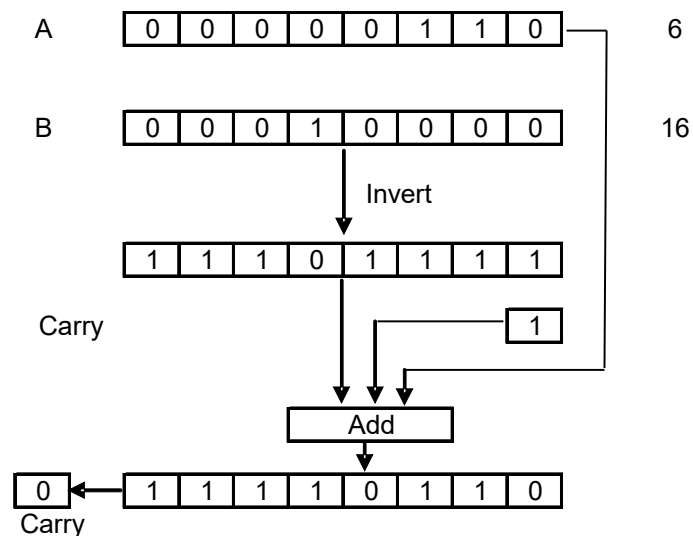 A 0 0 0 0 0 1 1 0 6
B 0 0 0 1 0 0 0 0 16
Invert
1 1 1 0 1 1 1 1
Carry 1
Add
0 1 1 1 1 0 1 1 0
Carry